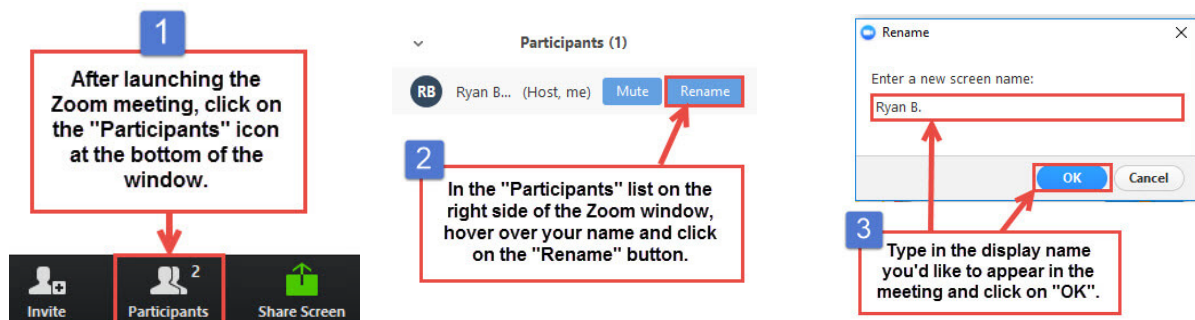 1
After launching the
Zoom meeting, click on
the "Participants" icon
at the bottom of the
window.
2
Invite
Participants
Share Screen
Participants (1)
RB
Ryan B... (Host, me)
Mute
Rename
2
In the "Participants" list on the
right side of the Zoom window,
hover over your name and click
on the "Rename" button.
Rename
Enter a new screen name:
Ryan B.
OK
Cancel
3
Type in the display name
you'd like to appear in the
meeting and click on "OK".